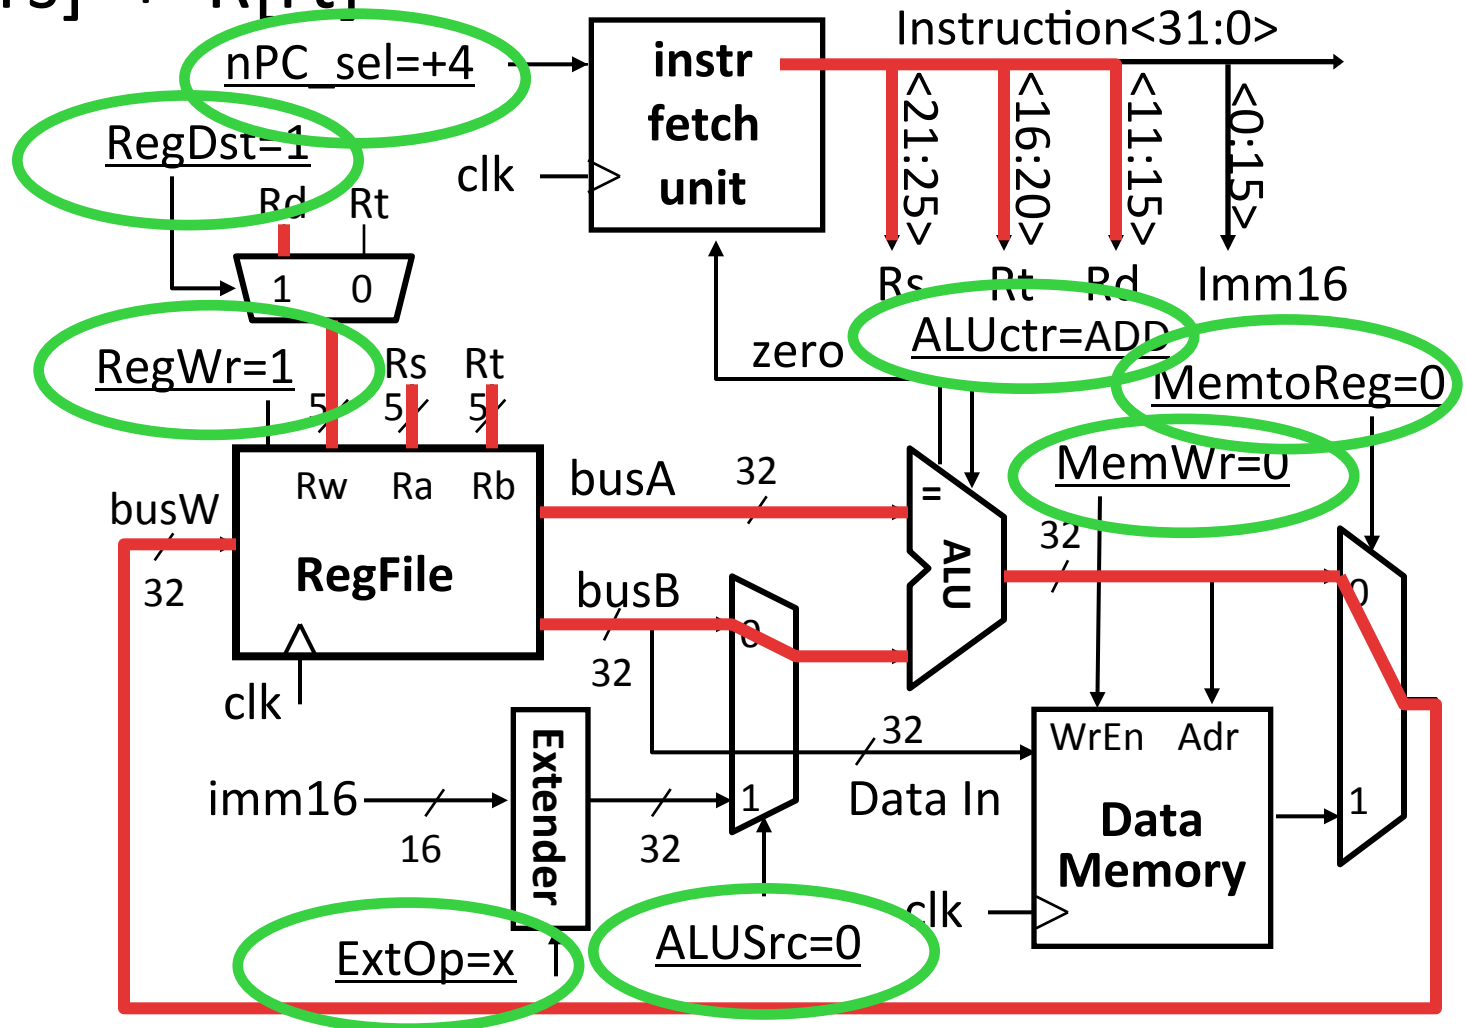 rs] + R[rt]
nPC_sel=+4
instr
fetch
unit
clk
Instruction<31:0>
<21:25>
<16:20>
<11:15>
<0:15>
Rs
Rt
Rd
Imm16
RegDst=1
Rd
Rt
1
0
zero
ALUctr=ADD
MemtoReg=0
MemWr=0
RegWr=1
Rs
Rt
5
5
5
Rw
Ra
Rb
RegFile
clk
busW
32
busA
32
busB
32
=
ALU
32
0
1
0
1
imm16
16
Extender
32
32
Data In
WrEn
Adr
Data
Memory
clk
ExtOp=x
ALUSrc=0